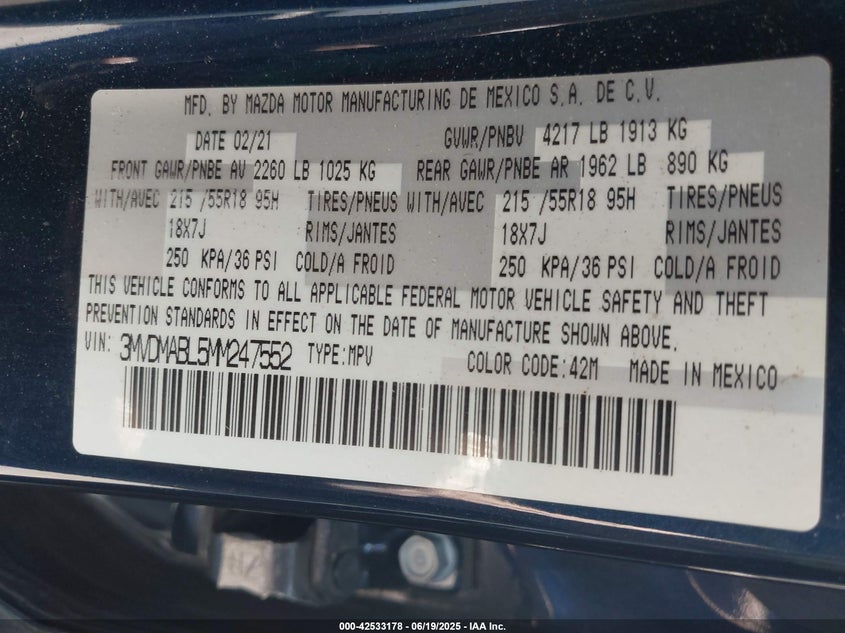 MFD. BY MAZDA MOTOR MANUFACTURING DE MEXICO S.A. DE C.V.
DATE 02/21 GVWR/PNBV 4217 LB 1913 KG
FRONT GAWR/PNBE AV 2260 LB 1025 KG REAR GAWR/PNBE AR 1962 LB 890 KG
WITH/AVEC 215 /55R18 95H TIRES/PNEUS WITH/AVEC 215 /55R18 95H TIRES/PNEUS
18X7J RIMS/JANTES 18X7J RIMS/JANTES
250 KPA/36 PSI COLD/A FROID 250 KPA/36 PSI COLD/A FROID
THIS VEHICLE CONFORMS TO ALL APPLICABLE FEDERAL MOTOR VEHICLE SAFETY AND THEFT
PREVENTION STANDARDS IN EFFECT ON THE DATE OF MANUFACTURE SHOWN ABOVE.
VIN: 3MVDMABL5MM247552 TYPE:MPV COLOR CODE:42M MADE IN MEXICO
000-42533178 - 06/19/2025 - IAA Inc.